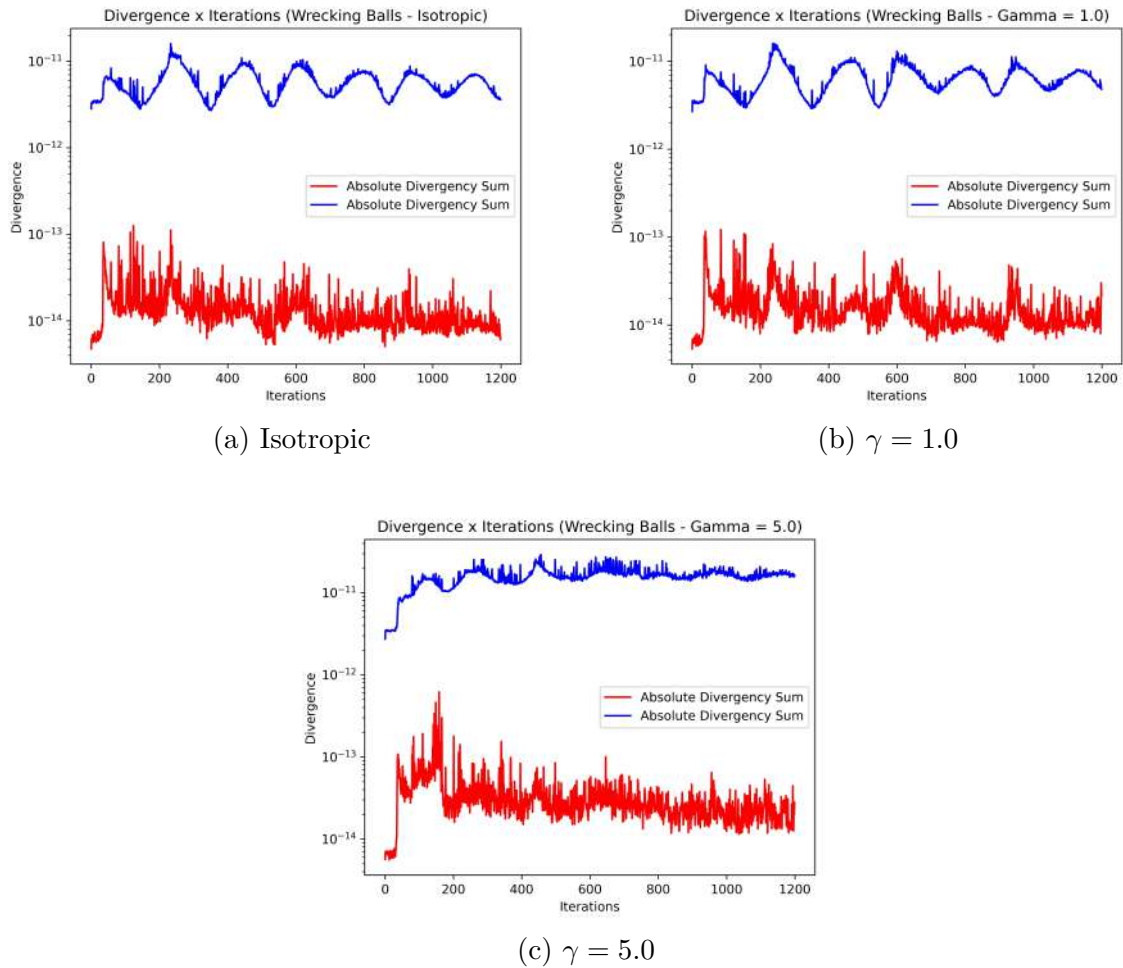 Divergence x Iterations (Wrecking Balls - Isotropic)
Divergence
10⁻¹¹
10⁻¹²
10⁻¹³
10⁻¹⁴
Absolute Divergency Sum
Absolute Divergency Sum
0 200 400 600 800 1000 1200
Iterations
(a) Isotropic
Divergence x Iterations (Wrecking Balls - Gamma = 1.0)
Divergence
10⁻¹¹
10⁻¹²
10⁻¹³
10⁻¹⁴
Absolute Divergency Sum
Absolute Divergency Sum
0 200 400 600 800 1000 1200
Iterations
(b) γ = 1.0
Divergence x Iterations (Wrecking Balls - Gamma = 5.0)
Divergence
10⁻¹¹
10⁻¹²
10⁻¹³
10⁻¹⁴
Absolute Divergency Sum
Absolute Divergency Sum
0 200 400 600 800 1000 1200
Iterations
(c) γ = 5.0